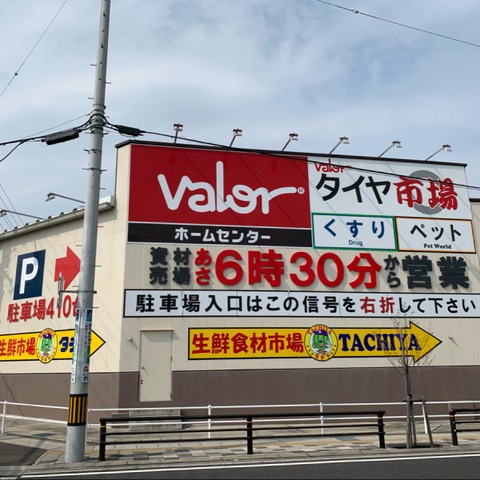 valor®
ホームセンター
valor
タイヤ市場
くすり
Drug
ペット
Pet World
資材売場あさ6時30分から営業
駐車場入口はこの信号を右折して下さい
P
駐車場410台
生鮮市場
生鮮食材市場 TACHIYA